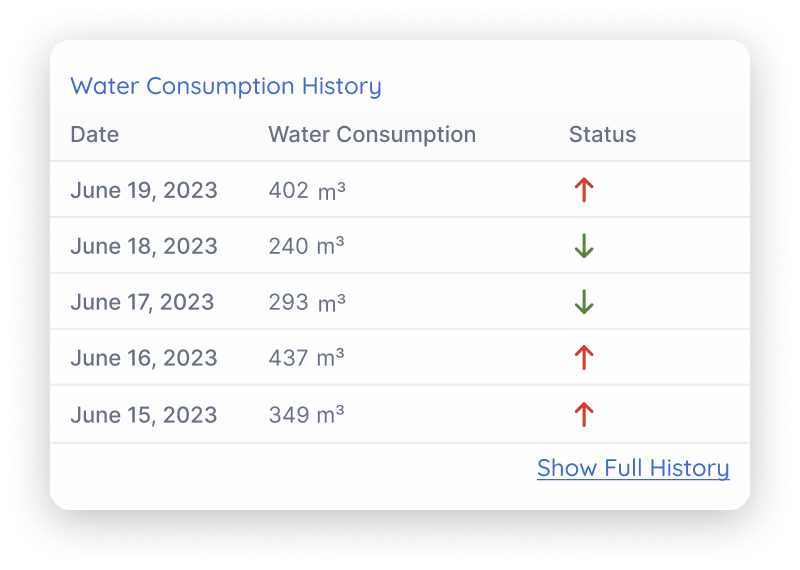 Water Consumption History
Date Water Consumption Status
June 19, 2023 402 m³ ↑
June 18, 2023 240 m³ ↓
June 17, 2023 293 m³ ↓
June 16, 2023 437 m³ ↑
June 15, 2023 349 m³ ↑
Show Full History